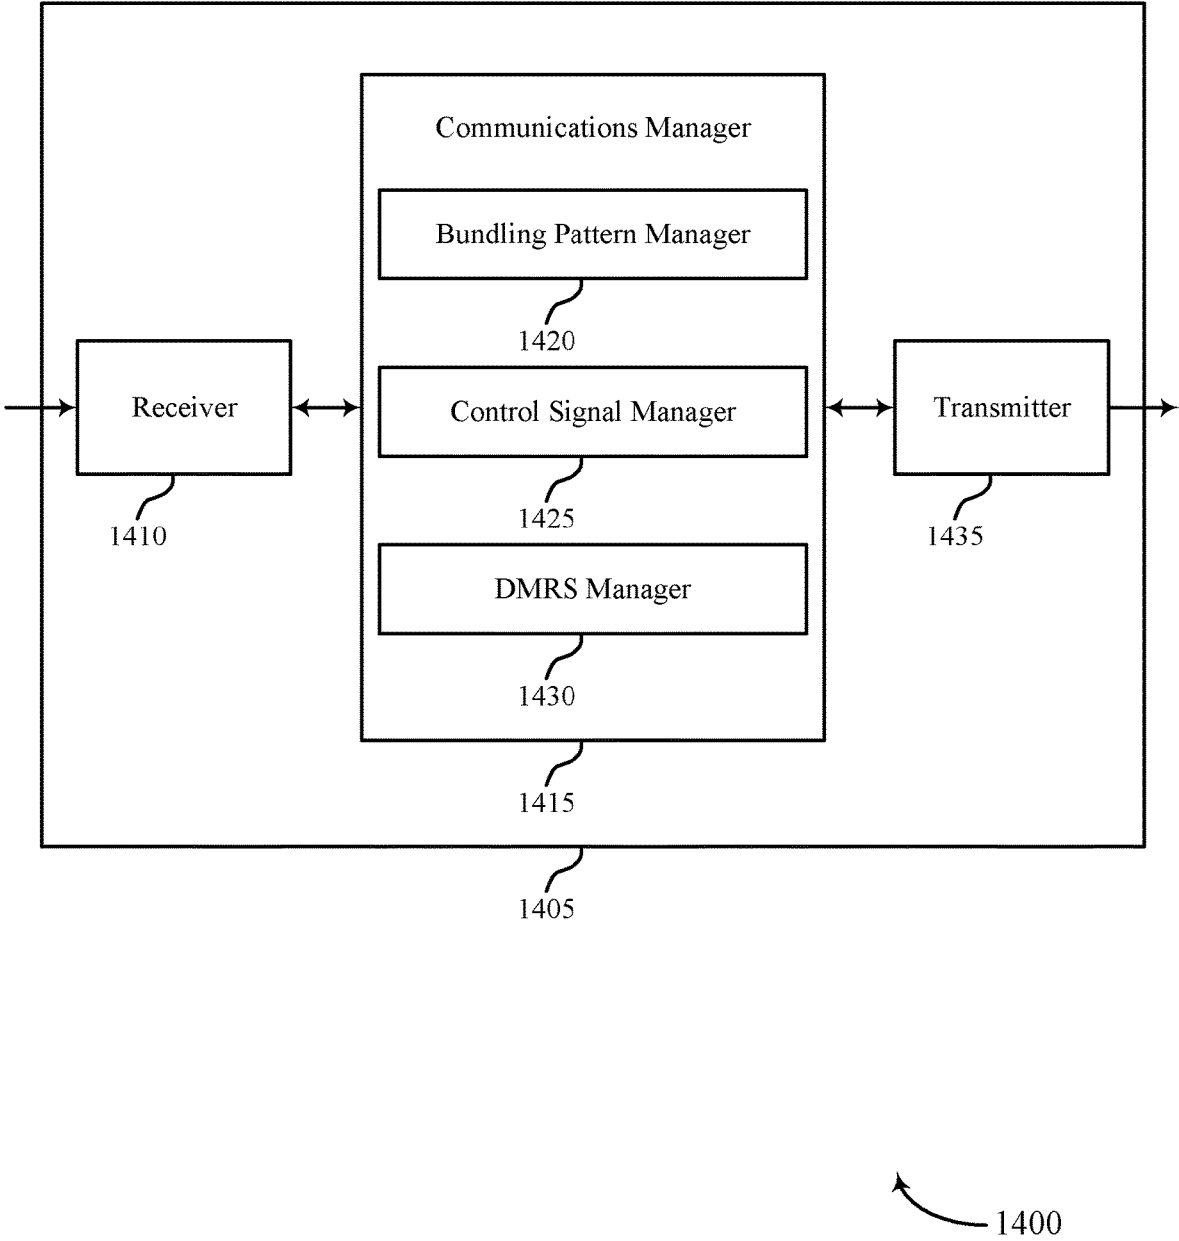 Communications Manager
Bundling Pattern Manager
1420
Receiver
Control Signal Manager
Transmitter
1410
1425
1435
DMRS Manager
1430
1415
1405
1400